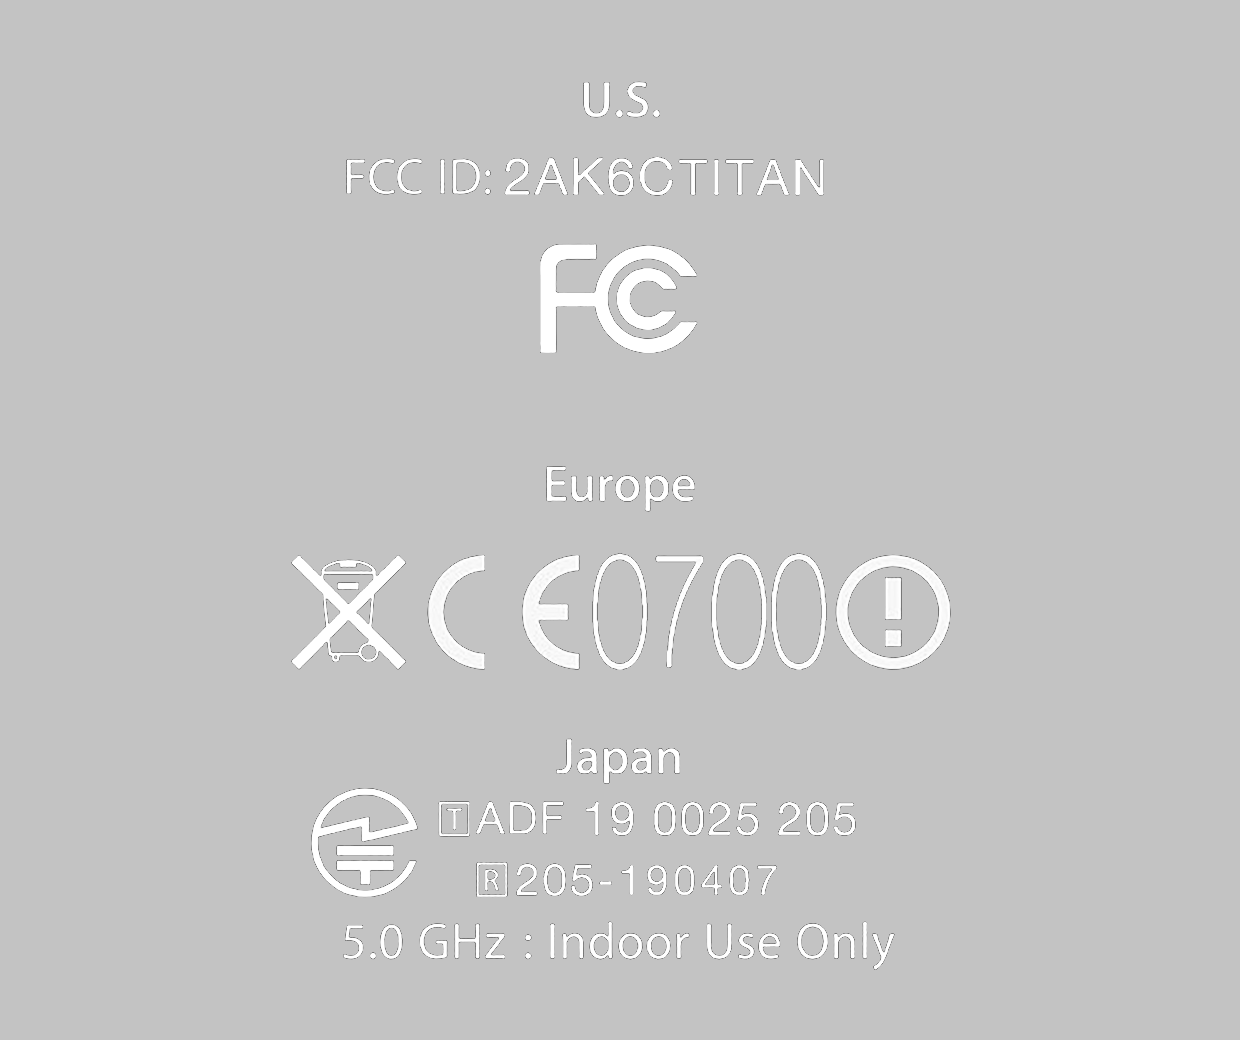 U.S.
FCC ID: 2AK6CTITAN
FC
Europe
CE0700
Japan
T ADF 19 0025 205
R 205-190407
5.0 GHz : Indoor Use Only